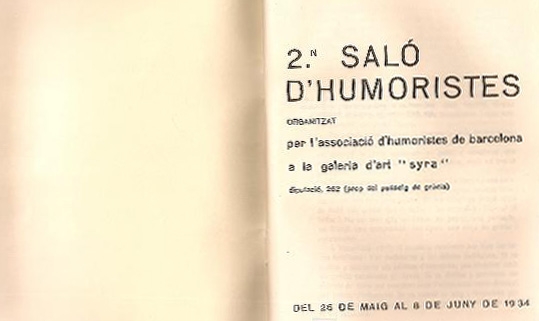 2.ᴺ SALÓ
D'HUMORISTES
ORGANITZAT
per l'associació d'humoristes de barcelona
a la galeria d'art "syra"
diputació, 262 (prop del passeig de gràcia)
DEL 26 DE MAIG AL 8 DE JUNY DE 1934